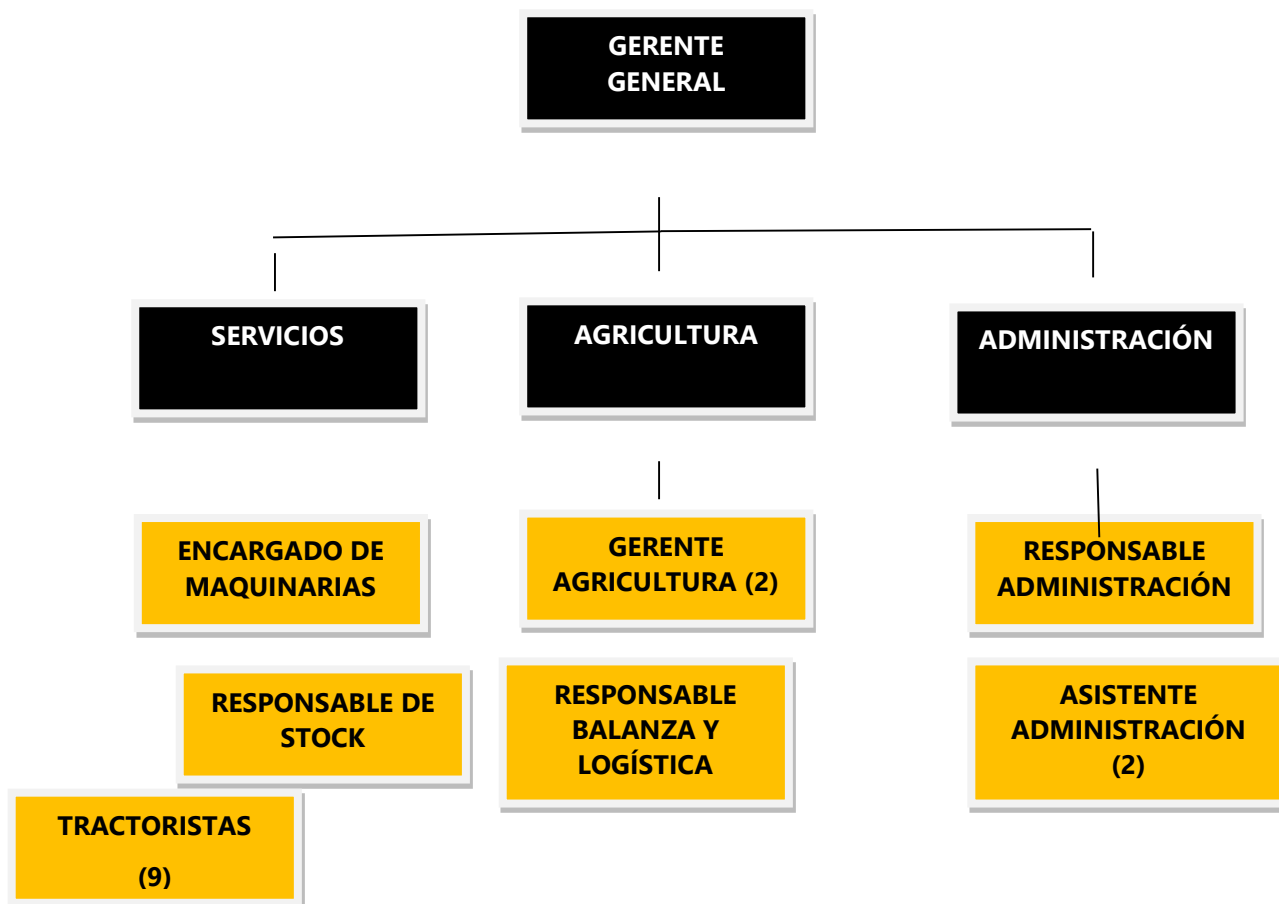 GERENTE
GENERAL
SERVICIOS
AGRICULTURA
ADMINISTRACIÓN
ENCARGADO DE
MAQUINARIAS
GERENTE
AGRICULTURA (2)
RESPONSABLE
ADMINISTRACIÓN
RESPONSABLE DE
STOCK
RESPONSABLE
BALANZA Y
LOGÍSTICA
ASISTENTE
ADMINISTRACIÓN
(2)
TRACTORISTAS
(9)